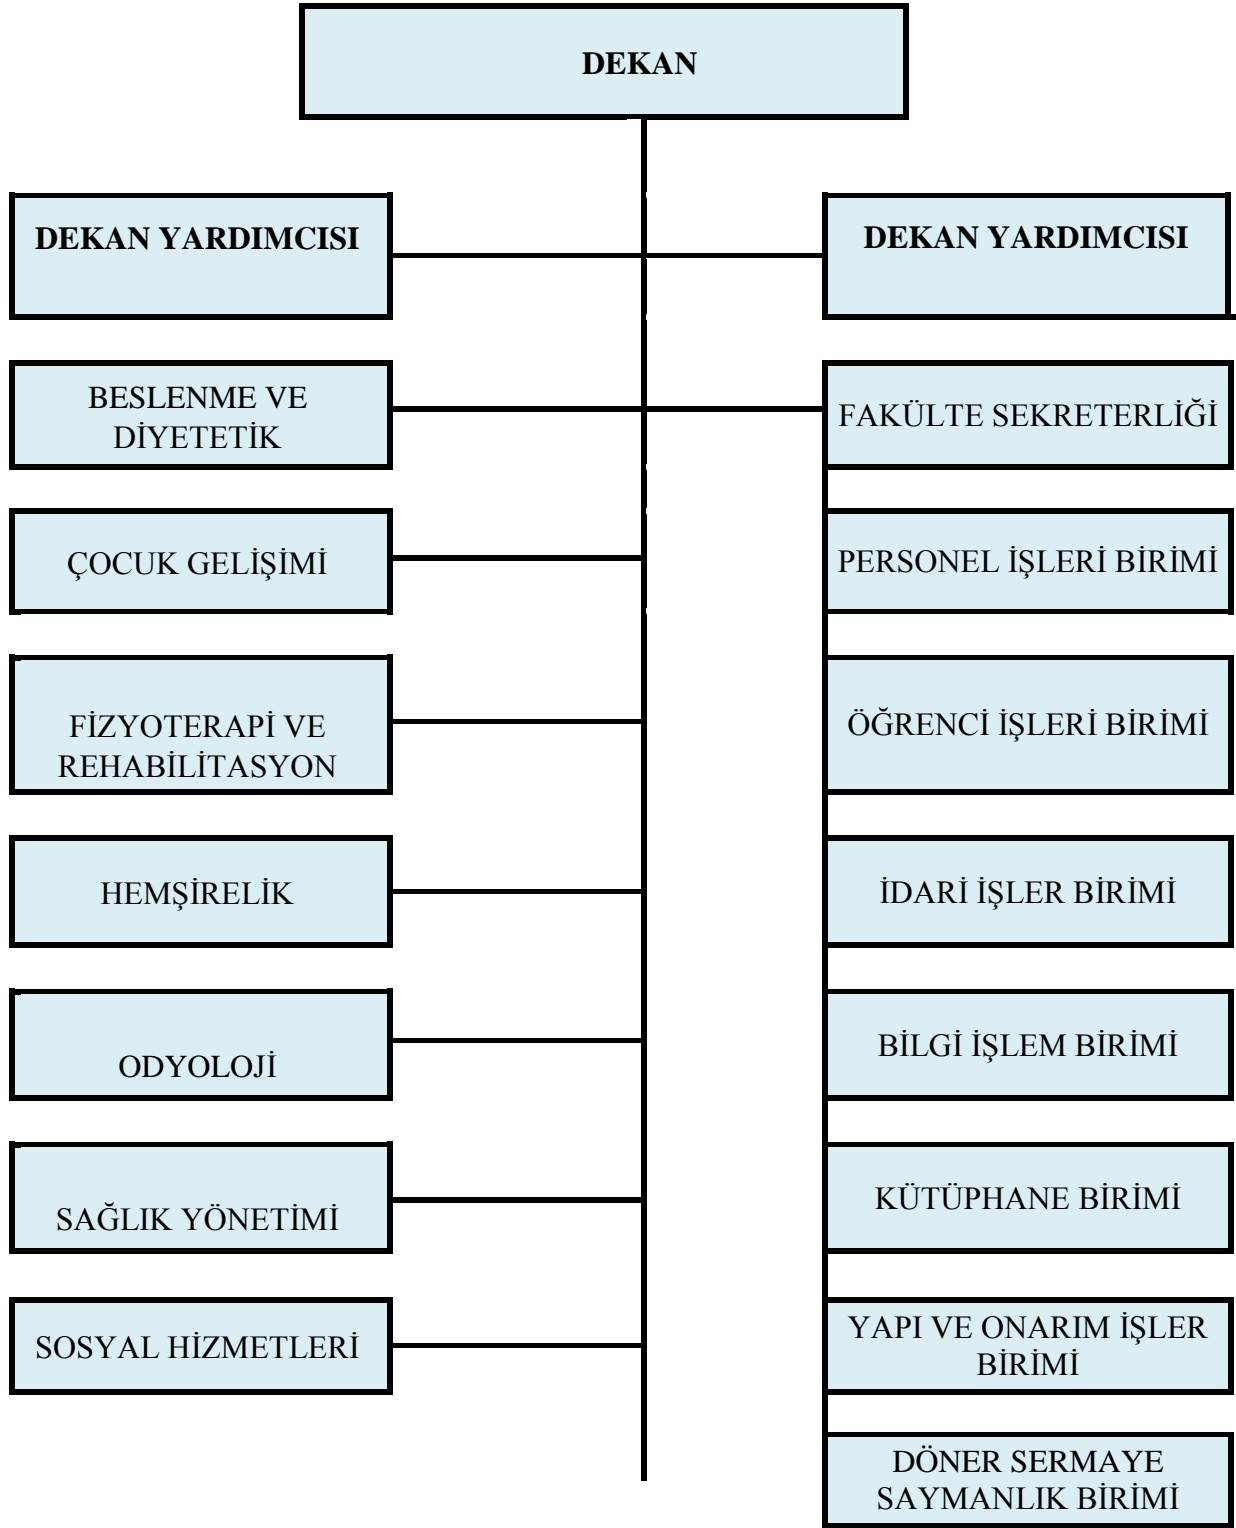 DEKAN
DEKAN YARDIMCISI
DEKAN YARDIMCISI
BESLENME VE
DİYETETİK
FAKÜLTE SEKRETERLİĞİ
ÇOCUK GELİŞİMİ
PERSONEL İŞLERİ BİRİMİ
FİZYOTERAPİ VE
REHABİLİTASYON
ÖĞRENCİ İŞLERİ BİRİMİ
HEMŞİRELİK
İDARİ İŞLER BİRİMİ
ODYOLOJİ
BİLGİ İŞLEM BİRİMİ
SAĞLIK YÖNETİMİ
KÜTÜPHANE BİRİMİ
SOSYAL HİZMETLERİ
YAPI VE ONARIM İŞLER
BİRİMİ
DÖNER SERMAYE
SAYMANLIK BİRİMİ